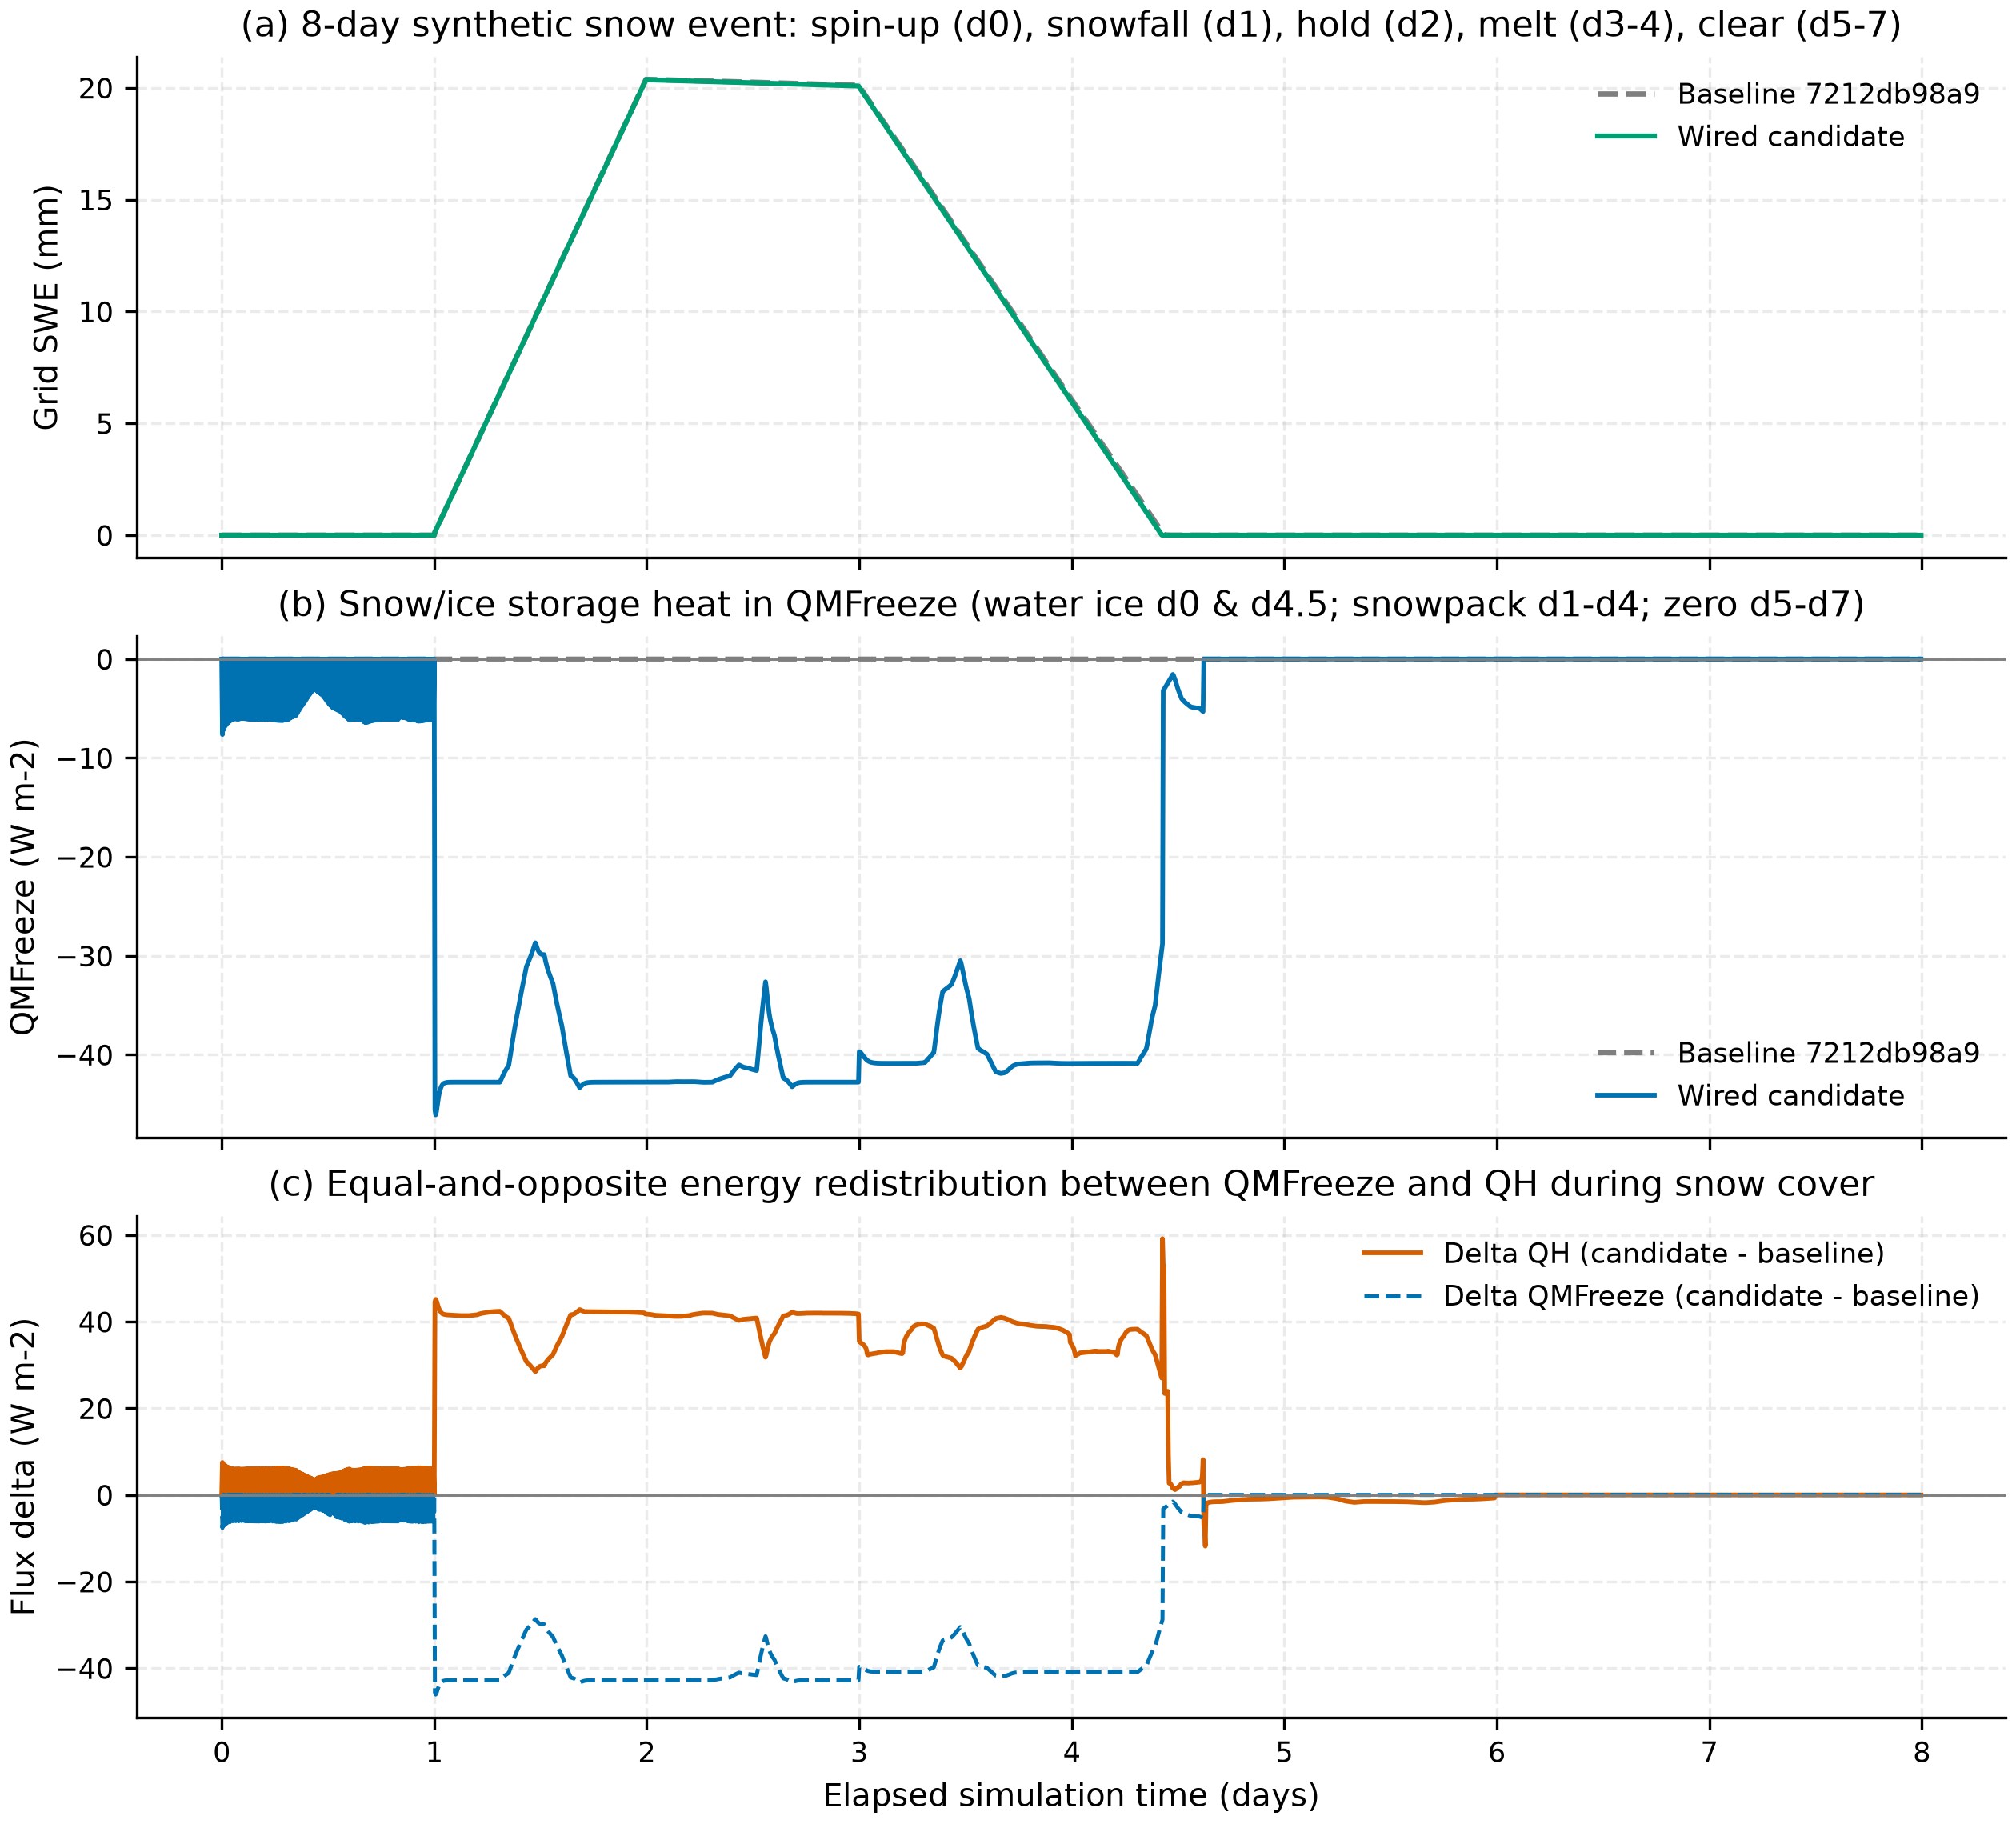 (a) 8-day synthetic snow event: spin-up (d0), snowfall (d1), hold (d2), melt (d3-4), clear (d5-7)
Grid SWE (mm)
20
15
10
5
0
Baseline 7212db98a9
Wired candidate
(b) Snow/ice storage heat in QMFreeze (water ice d0 & d4.5; snowpack d1-d4; zero d5-d7)
QMFreeze (W m-2)
0
−10
−20
−30
−40
Baseline 7212db98a9
Wired candidate
(c) Equal-and-opposite energy redistribution between QMFreeze and QH during snow cover
Flux delta (W m-2)
60
40
20
0
−20
−40
Delta QH (candidate - baseline)
Delta QMFreeze (candidate - baseline)
0 1 2 3 4 5 6 7 8
Elapsed simulation time (days)